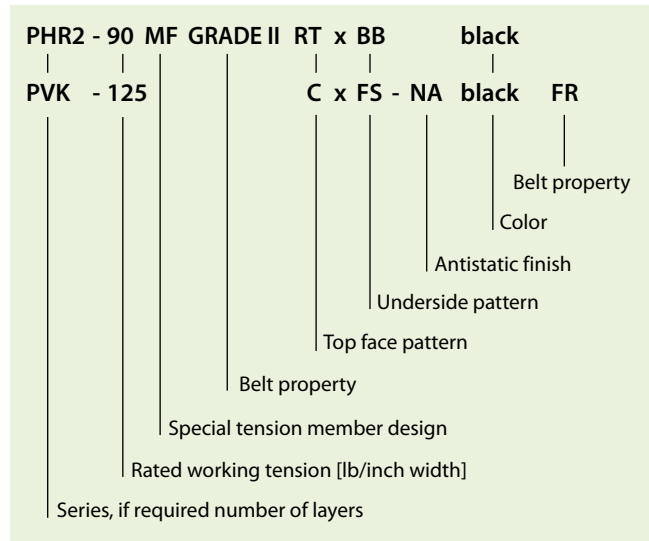 PHR2 - 90 MF GRADE II RT x BB black
PVK - 125 C x FS - NA black FR
Belt property
Color
Antistatic finish
Underside pattern
Top face pattern
Belt property
Special tension member design
Rated working tension [lb/inch width]
Series, if required number of layers